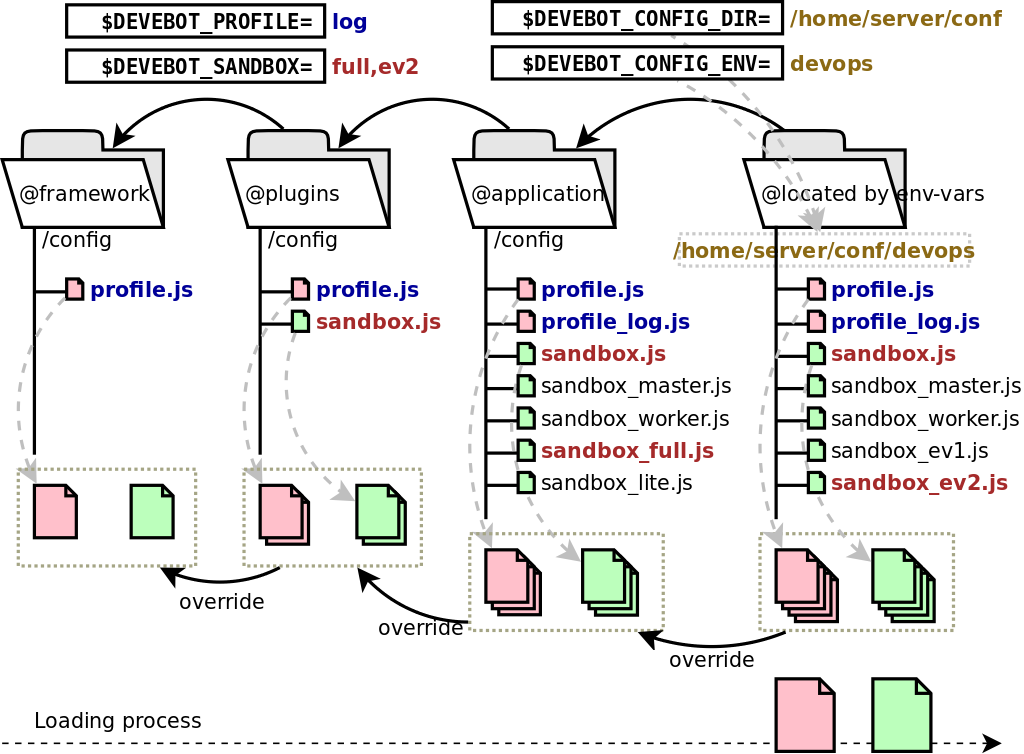 $DEVEBOT_PROFILE= log
$DEVEBOT_CONFIG_DIR= /home/server/conf
$DEVEBOT_SANDBOX= full,ev2
$DEVEBOT_CONFIG_ENV= devops
@framework
/config
profile.js
@plugins
/config
profile.js
sandbox.js
@application
/config
profile.js
profile_log.js
sandbox.js
sandbox_master.js
sandbox_worker.js
sandbox_full.js
sandbox_lite.js
@located by env-vars
/home/server/conf/devops
profile.js
profile_log.js
sandbox.js
sandbox_master.js
sandbox_worker.js
sandbox_ev1.js
sandbox_ev2.js
override
override
override
Loading process